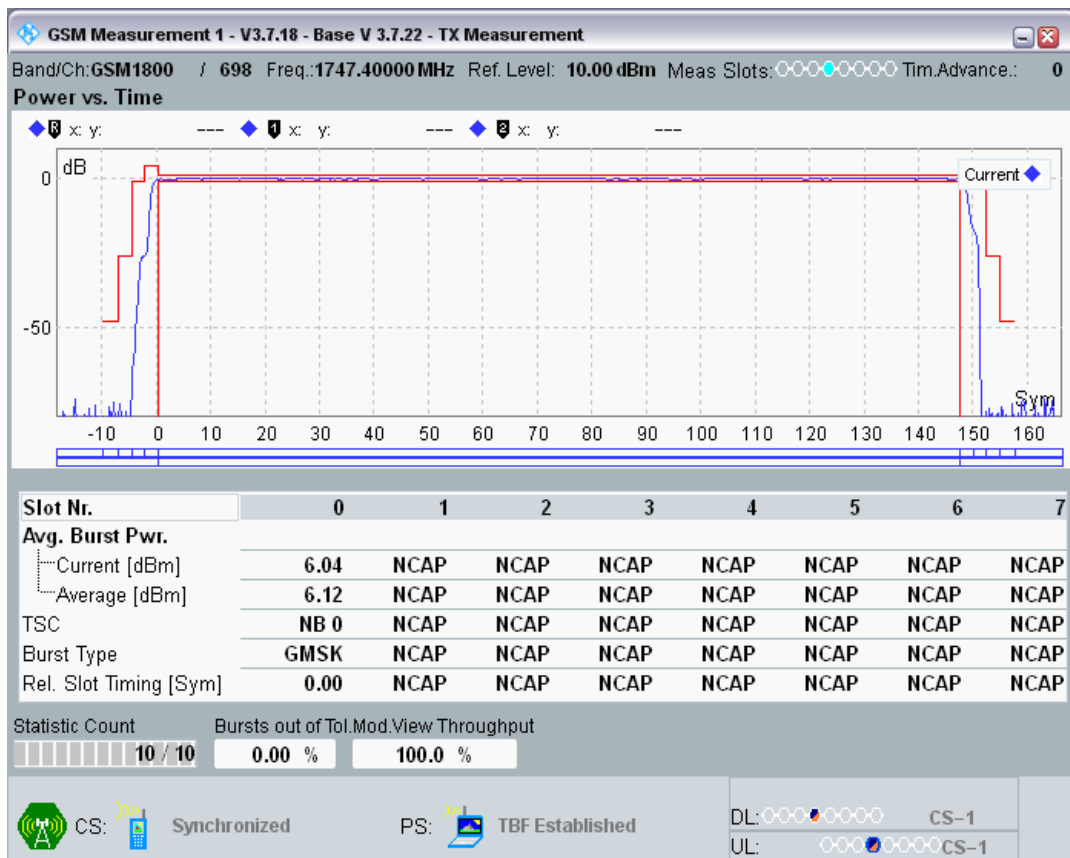 GSM Measurement 1 - V3.7.18 - Base V 3.7.22 - TX Measurement
Band/Ch:GSM1800 / 698 Freq.:1747.40000 MHz Ref. Level: 10.00 dBm Meas Slots: Tim.Advance.: 0
Power vs. Time
R x: y: --- 1 x: y: --- 2 x: y: ---
dB
Current
0
-50
Sym
-10 0 10 20 30 40 50 60 70 80 90 100 110 120 130 140 150 160
Slot Nr. 0 1 2 3 4 5 6 7
Avg. Burst Pwr.
Current [dBm] 6.04 NCAP NCAP NCAP NCAP NCAP NCAP NCAP
Average [dBm] 6.12 NCAP NCAP NCAP NCAP NCAP NCAP NCAP
TSC NB 0 NCAP NCAP NCAP NCAP NCAP NCAP NCAP
Burst Type GMSK NCAP NCAP NCAP NCAP NCAP NCAP NCAP
Rel. Slot Timing [Sym] 0.00 NCAP NCAP NCAP NCAP NCAP NCAP NCAP
Statistic Count Bursts out of Tol.Mod.View Throughput
10 / 10 0.00 % 100.0 %
CS: Synchronized PS: TBF Established
DL: CS-1
UL: CS-1